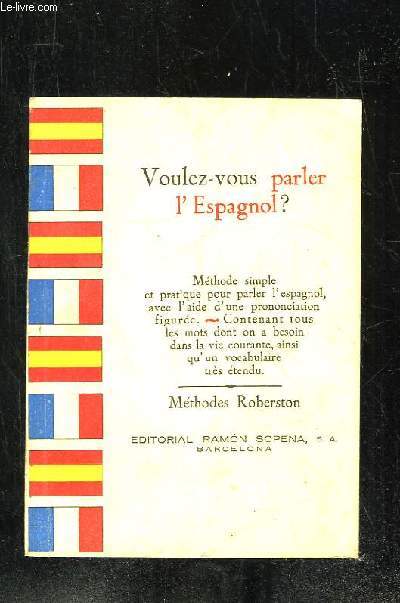 Le-livre.com
Voulez-vous parler
l'Espagnol?
Méthode simple
et pratique pour parler l'espagnol,
avec l'aide d'une prononciation
figurée. ~ Contenant tous
les mots dont on a besoin
dans la vie courante, ainsi
qu'un vocabulaire
très étendu.
Méthodes Roberston
EDITORIAL RAMÓN SOPENA, S. A.
BARCELONA